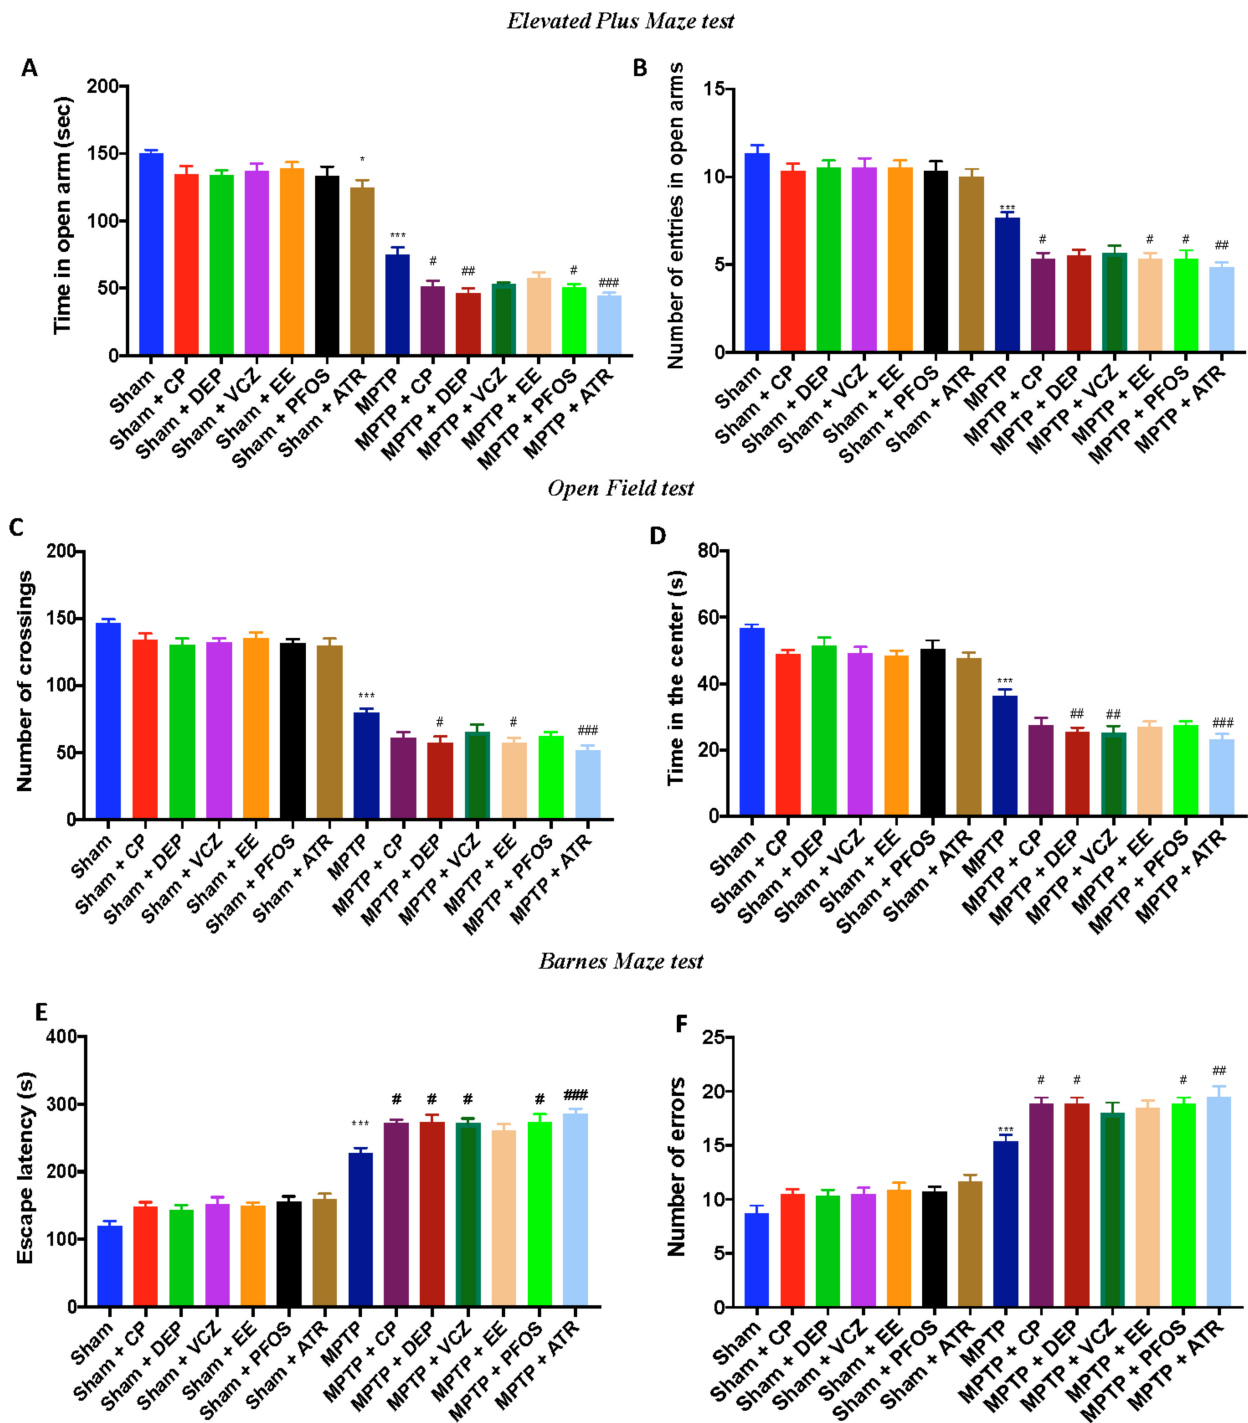 Elevated Plus Maze test
A
Time in open arm (sec)
200
150
100
50
0
*
***
#
##
#
###
Sham
Sham + CP
Sham + DEP
Sham + VCZ
Sham + EE
Sham + PFOS
Sham + ATR
MPTP
MPTP + CP
MPTP + DEP
MPTP + VCZ
MPTP + EE
MPTP + PFOS
MPTP + ATR
B
Number of entries in open arms
15
10
5
0
***
#
#
#
##
Sham
Sham + CP
Sham + DEP
Sham + VCZ
Sham + EE
Sham + PFOS
Sham + ATR
MPTP
MPTP + CP
MPTP + DEP
MPTP + VCZ
MPTP + EE
MPTP + PFOS
MPTP + ATR
Open Field test
C
Number of crossings
200
150
100
50
0
***
#
#
###
Sham
Sham + CP
Sham + DEP
Sham + VCZ
Sham + EE
Sham + PFOS
Sham + ATR
MPTP
MPTP + CP
MPTP + DEP
MPTP + VCZ
MPTP + EE
MPTP + PFOS
MPTP + ATR
D
Time in the center (s)
80
60
40
20
0
***
##
##
###
Sham
Sham + CP
Sham + DEP
Sham + VCZ
Sham + EE
Sham + PFOS
Sham + ATR
MPTP
MPTP + CP
MPTP + DEP
MPTP + VCZ
MPTP + EE
MPTP + PFOS
MPTP + ATR
Barnes Maze test
E
Escape latency (s)
400
300
200
100
0
***
#
#
#
#
###
Sham
Sham + CP
Sham + DEP
Sham + VCZ
Sham + EE
Sham + PFOS
Sham + ATR
MPTP
MPTP + CP
MPTP + DEP
MPTP + VCZ
MPTP + EE
MPTP + PFOS
MPTP + ATR
F
Number of errors
25
20
15
10
5
0
***
#
#
#
##
Sham
Sham + CP
Sham + DEP
Sham + VCZ
Sham + EE
Sham + PFOS
Sham + ATR
MPTP
MPTP + CP
MPTP + DEP
MPTP + VCZ
MPTP + EE
MPTP + PFOS
MPTP + ATR